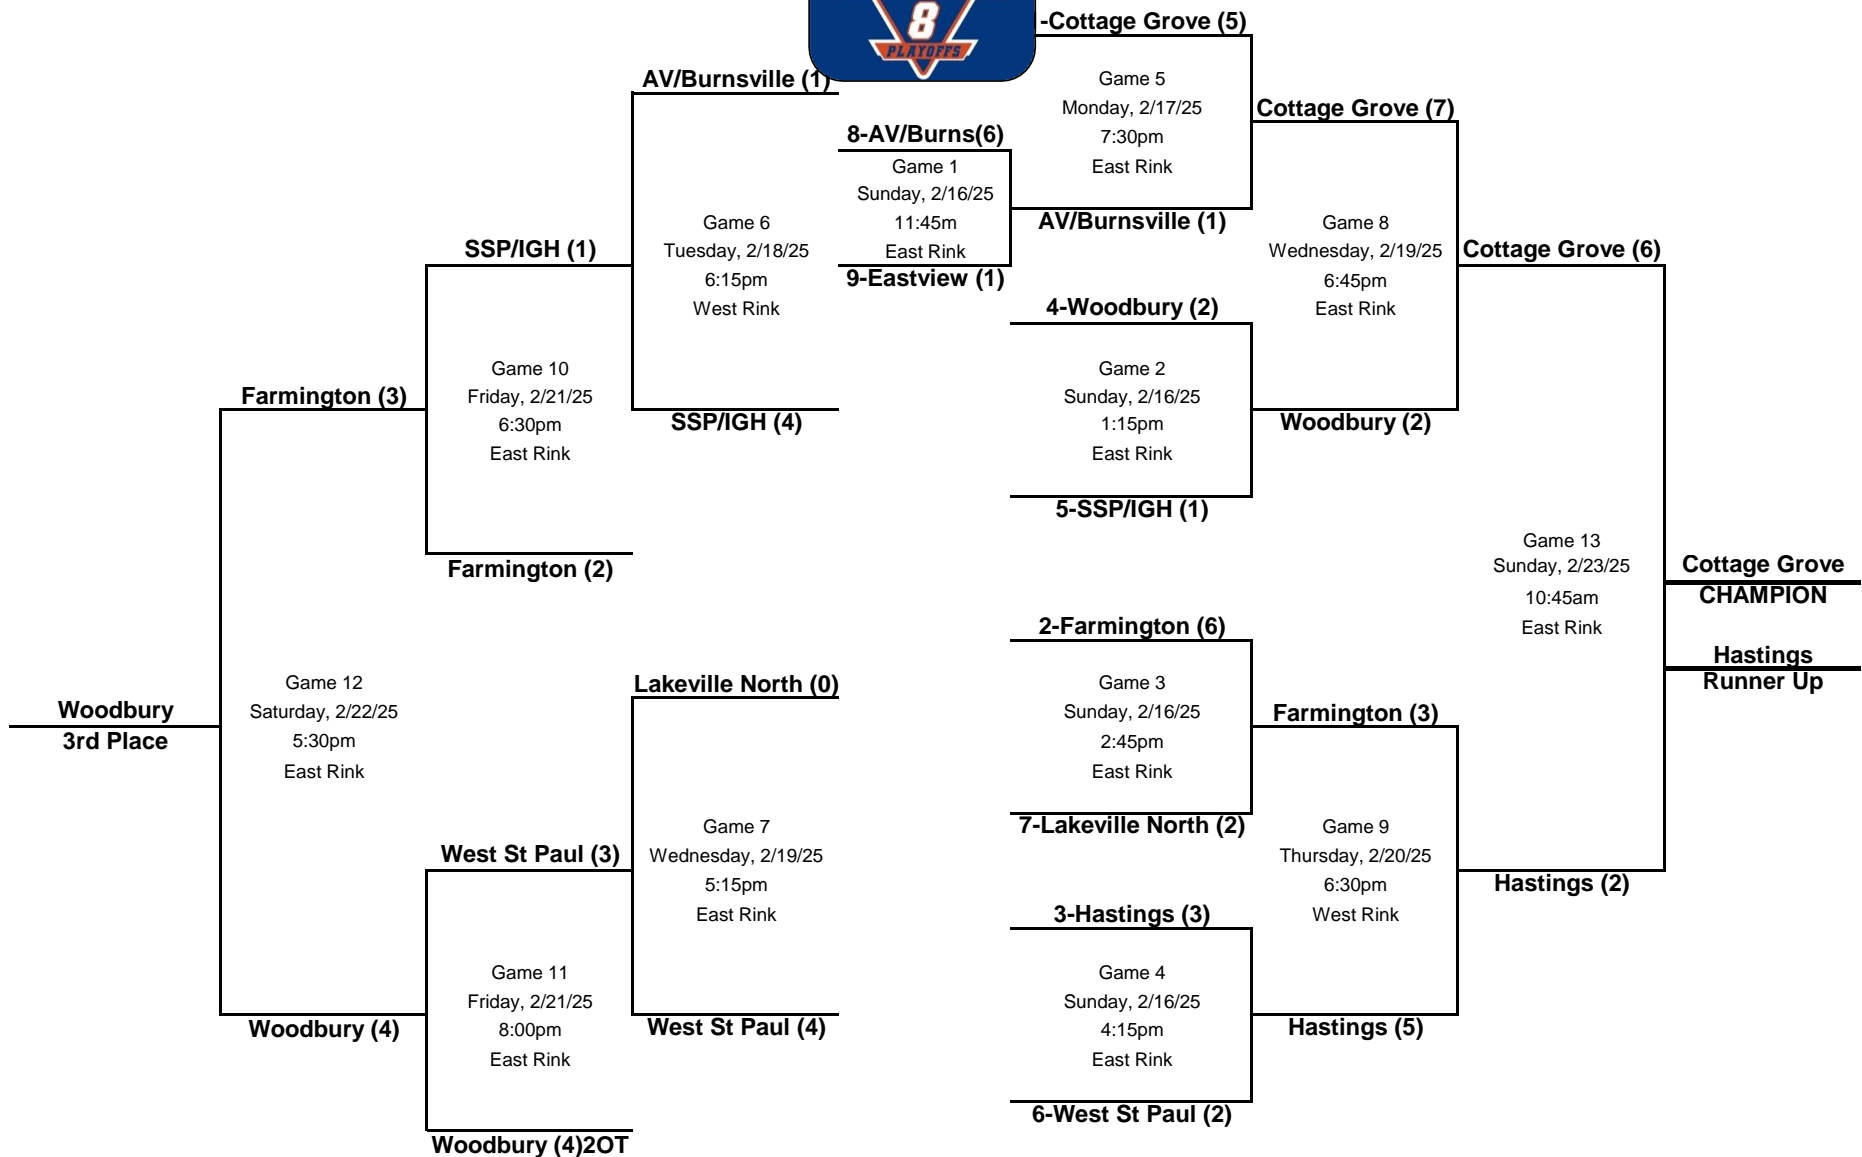 8
PLAYOFFS
-Cottage Grove (5)
Game 5
Monday, 2/17/25
7:30pm
East Rink
AV/Burnsville (1)
AV/Burnsville (1)
8-AV/Burns(6)
Game 1
Sunday, 2/16/25
11:45m
East Rink
9-Eastview (1)
Cottage Grove (7)
Game 8
Wednesday, 2/19/25
6:45pm
East Rink
Woodbury (2)
Cottage Grove (6)
SSP/IGH (1)
Game 6
Tuesday, 2/18/25
6:15pm
West Rink
SSP/IGH (4)
4-Woodbury (2)
Game 2
Sunday, 2/16/25
1:15pm
East Rink
5-SSP/IGH (1)
Farmington (3)
Game 10
Friday, 2/21/25
6:30pm
East Rink
Farmington (2)
Game 13
Sunday, 2/23/25
10:45am
East Rink
Cottage Grove
CHAMPION
Hastings
Runner Up
2-Farmington (6)
Game 3
Sunday, 2/16/25
2:45pm
East Rink
7-Lakeville North (2)
Lakeville North (0)
Game 7
Wednesday, 2/19/25
5:15pm
East Rink
West St Paul (4)
Game 12
Saturday, 2/22/25
5:30pm
East Rink
Woodbury
3rd Place
Farmington (3)
Game 9
Thursday, 2/20/25
6:30pm
West Rink
Hastings (5)
Hastings (2)
West St Paul (3)
Game 11
Friday, 2/21/25
8:00pm
East Rink
Woodbury (4)2OT
Woodbury (4)
3-Hastings (3)
Game 4
Sunday, 2/16/25
4:15pm
East Rink
6-West St Paul (2)